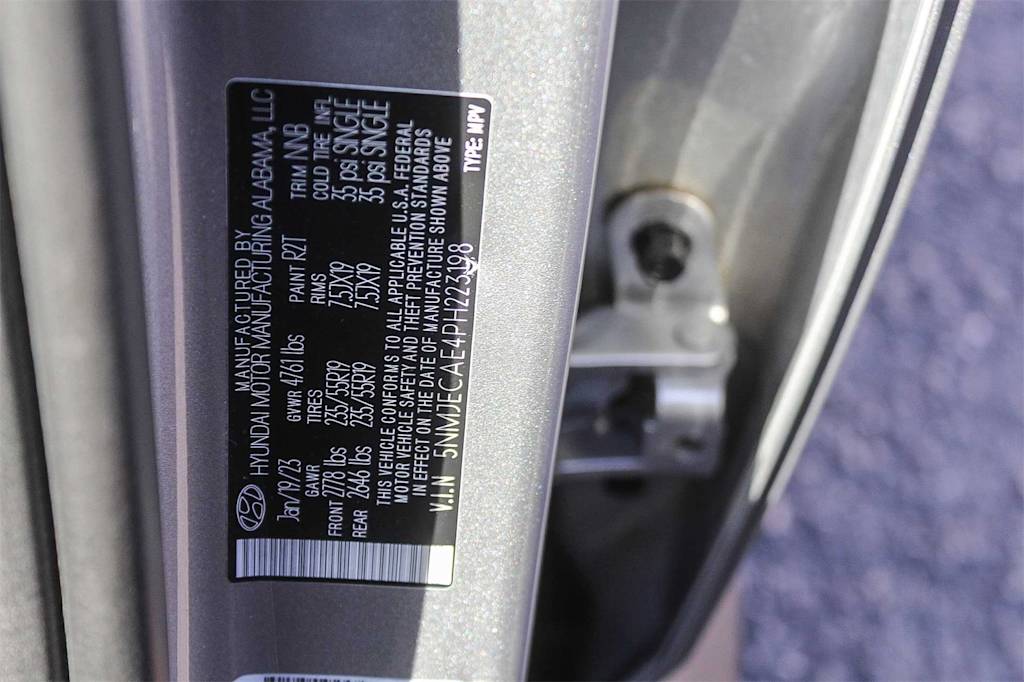 MANUFACTURED BY
HYUNDAI MOTOR MANUFACTURING ALABAMA, LLC
Jan/19/23 GVWR 4761 lbs PAINT R2T TRIM NNB
GAWR TIRES RIMS COLD TIRE INFL
FRONT 2778 lbs 235/55R19 7.5JX19 35 psi SINGLE
REAR 2646 lbs 235/55R19 7.5JX19 35 psi SINGLE
THIS VEHICLE CONFORMS TO ALL APPLICABLE U.S.A. FEDERAL
MOTOR VEHICLE SAFETY AND THEFT PREVENTION STANDARDS
IN EFFECT ON THE DATE OF MANUFACTURE SHOWN ABOVE
V.I.N 5NMJECAE4PH223198
TYPE: MPV